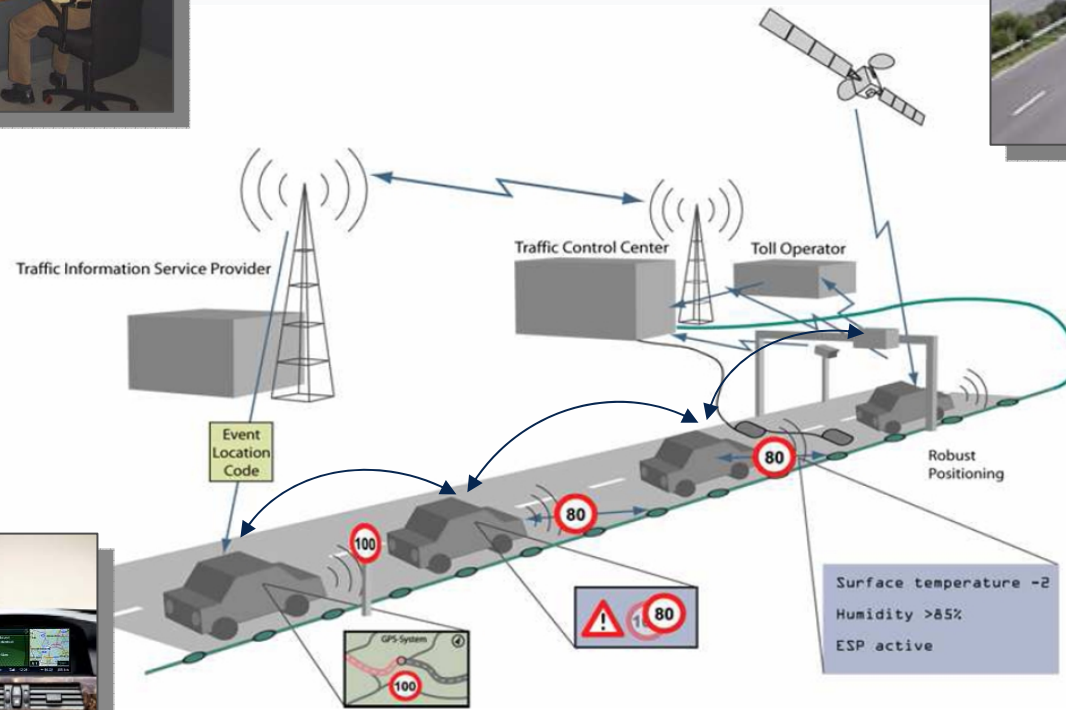 Traffic Control Center
Toll Operator
Traffic Information Service Provider
Event
Location
Code
Robust
Positioning
80
80
100
Surface temperature -2
Humidity >85%
ESP active
! 80
GPS-System
100